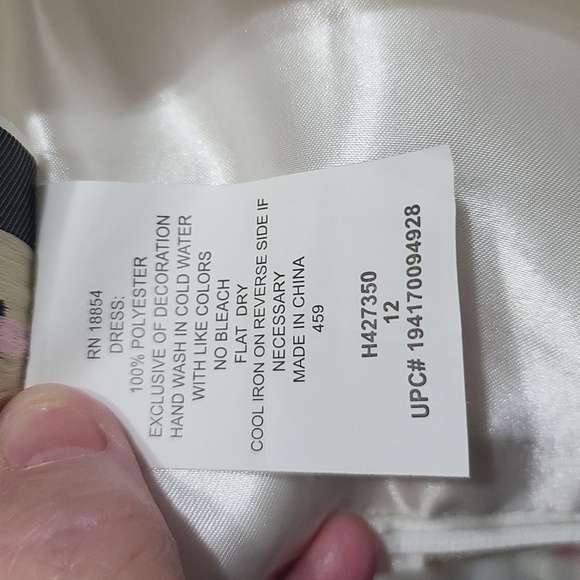 RN 18854
DRESS:
100% POLYESTER
EXCLUSIVE OF DECORATION
HAND WASH IN COLD WATER
WITH LIKE COLORS
NO BLEACH
FLAT DRY
COOL IRON ON REVERSE SIDE IF
NECESSARY
MADE IN CHINA
459
H427350
12
UPC# 194170094928